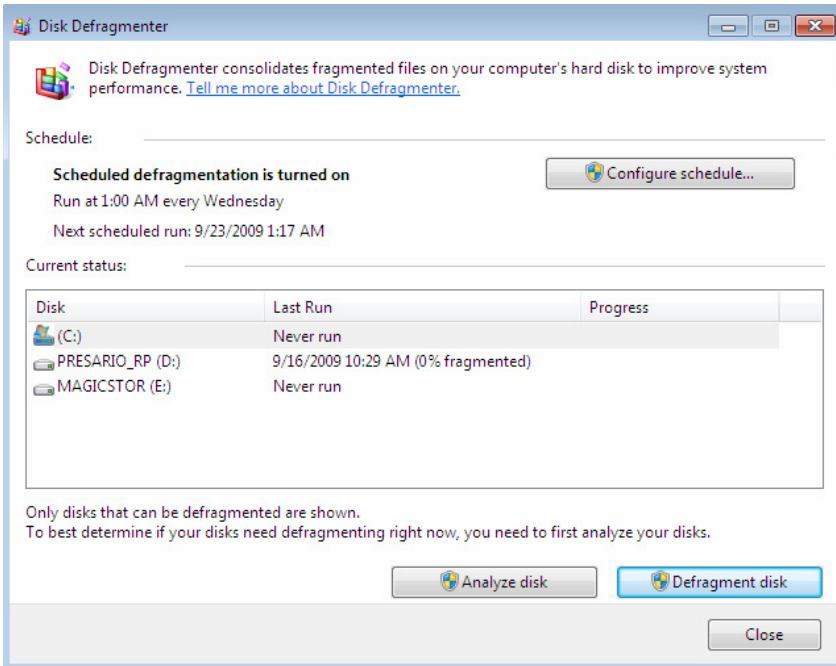 Disk Defragmenter
Disk Defragmenter consolidates fragmented files on your computer's hard disk to improve system
performance. Tell me more about Disk Defragmenter.
Schedule:
Scheduled defragmentation is turned on
Configure schedule...
Run at 1:00 AM every Wednesday
Next scheduled run: 9/23/2009 1:17 AM
Current status:
Disk Last Run Progress
(C:) Never run
PRESARIO_RP (D:) 9/16/2009 10:29 AM (0% fragmented)
MAGICSTOR (E:) Never run
Only disks that can be defragmented are shown.
To best determine if your disks need defragmenting right now, you need to first analyze your disks.
Analyze disk Defragment disk
Close